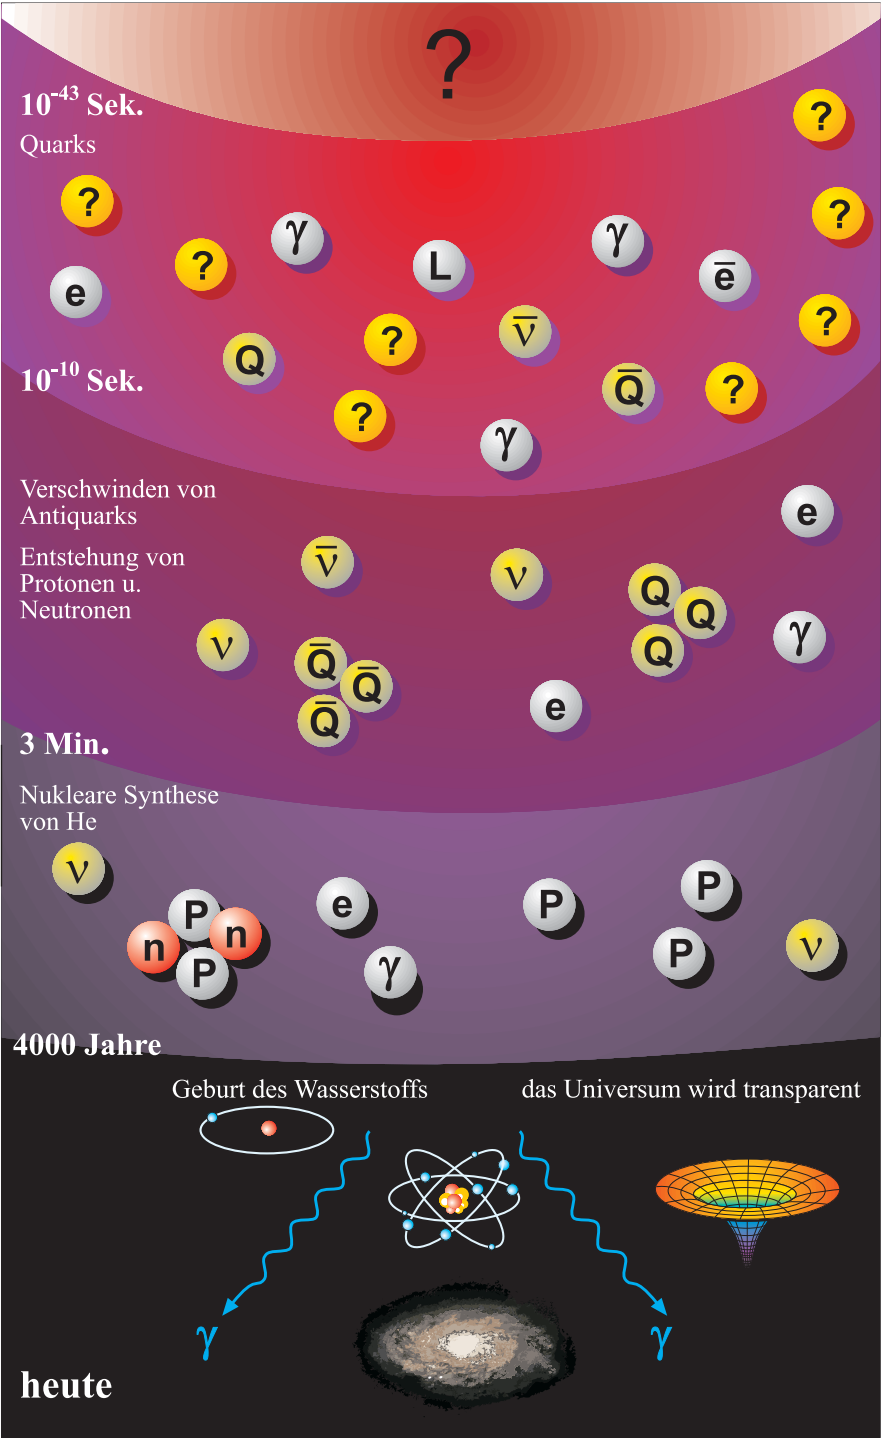 ?
10⁻⁴³ Sek.
?
Quarks
?
?
γ
γ
L
?
e̅
e
?
ν̅
?
Q
10⁻¹⁰ Sek.
Q̅
?
?
γ
Verschwinden von
Antiquarks
e
Entstehung von
Protonen u.
Neutronen
ν̅
ν
Q
Q
Q
ν
γ
Q̅
Q̅
Q̅
e
3 Min.
Nukleare Synthese
von He
ν
P
n
n
P
e
γ
P
P
P
ν
4000 Jahre
Geburt des Wasserstoffs
das Universum wird transparent
γ
γ
heute